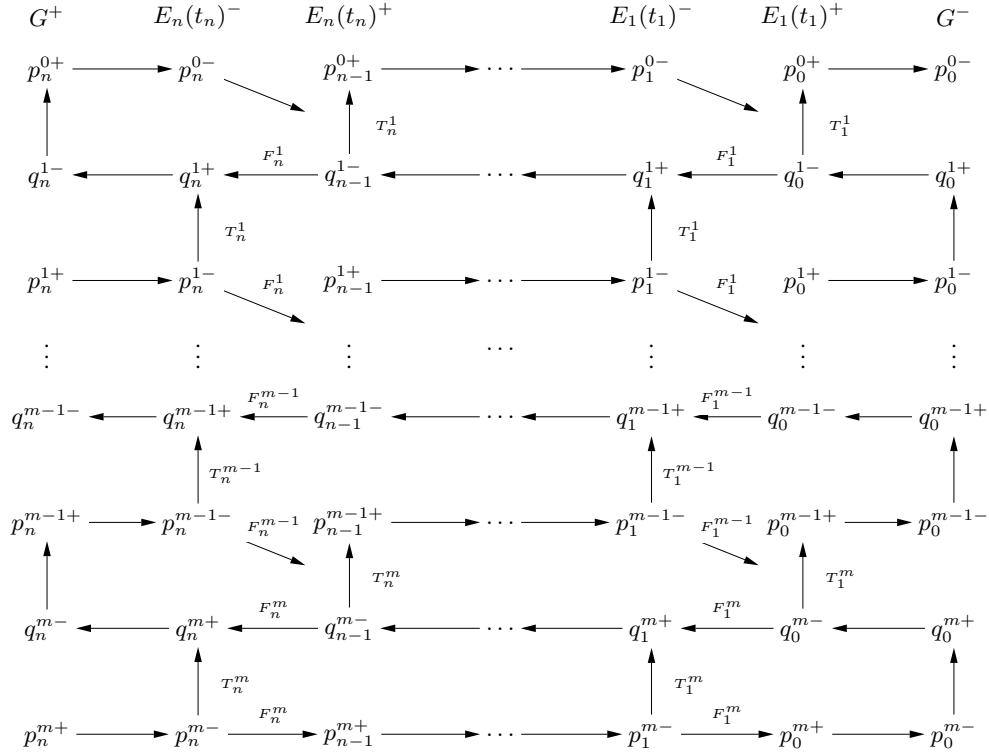 G^+ E_n(t_n)^- E_n(t_n)^+ E_1(t_1)^- E_1(t_1)^+ G^-
p_n^{0+} p_n^{0-} p_{n-1}^{0+} ⋯ p_1^{0-} p_0^{0+} p_0^{0-}
T_n^1 T_1^1
F_n^1 F_1^1
q_n^{1-} q_n^{1+} q_{n-1}^{1-} ⋯ q_1^{1+} q_0^{1-} q_0^{1+}
T_n^1 T_1^1
p_n^{1+} p_n^{1-} F_n^1 p_{n-1}^{1+} ⋯ p_1^{1-} F_1^1 p_0^{1+} p_0^{1-}
⋮ ⋮ ⋮ ⋯ ⋮ ⋮ ⋮
F_n^{m-1} F_1^{m-1}
q_n^{m-1-} q_n^{m-1+} q_{n-1}^{m-1-} ⋯ q_1^{m-1+} q_0^{m-1-} q_0^{m-1+}
T_n^{m-1} T_1^{m-1}
p_n^{m-1+} p_n^{m-1-} F_n^{m-1} p_{n-1}^{m-1+} ⋯ p_1^{m-1-} F_1^{m-1} p_0^{m-1+} p_0^{m-1-}
T_n^m T_1^m
F_n^m F_1^m
q_n^{m-} q_n^{m+} q_{n-1}^{m-} ⋯ q_1^{m+} q_0^{m-} q_0^{m+}
T_n^m T_1^m
F_n^m F_1^m
p_n^{m+} p_n^{m-} p_{n-1}^{m+} ⋯ p_1^{m-} p_0^{m+} p_0^{m-}